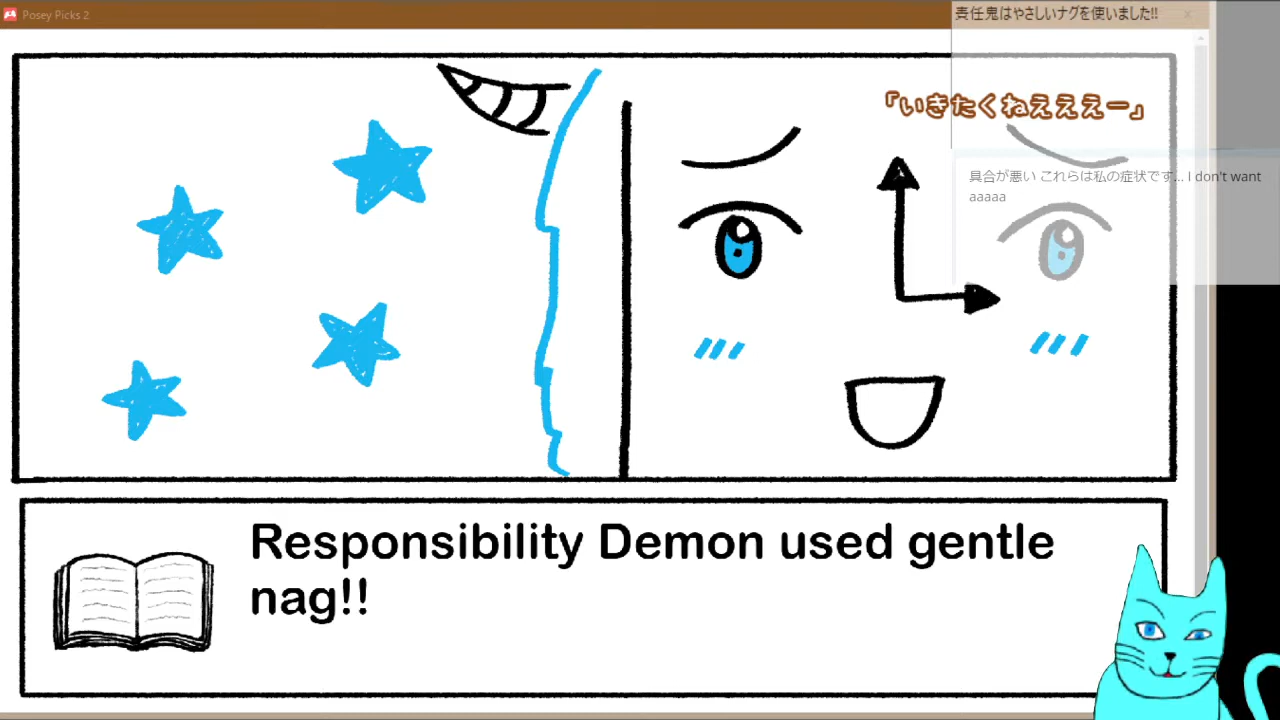 Posey Picks 2
責任鬼はやさしいナグを使いました!!
「いきたくねえええー」
具合が悪い これらは私の症状です... I don't want
aaaaa
Responsibility Demon used gentle
nag!!